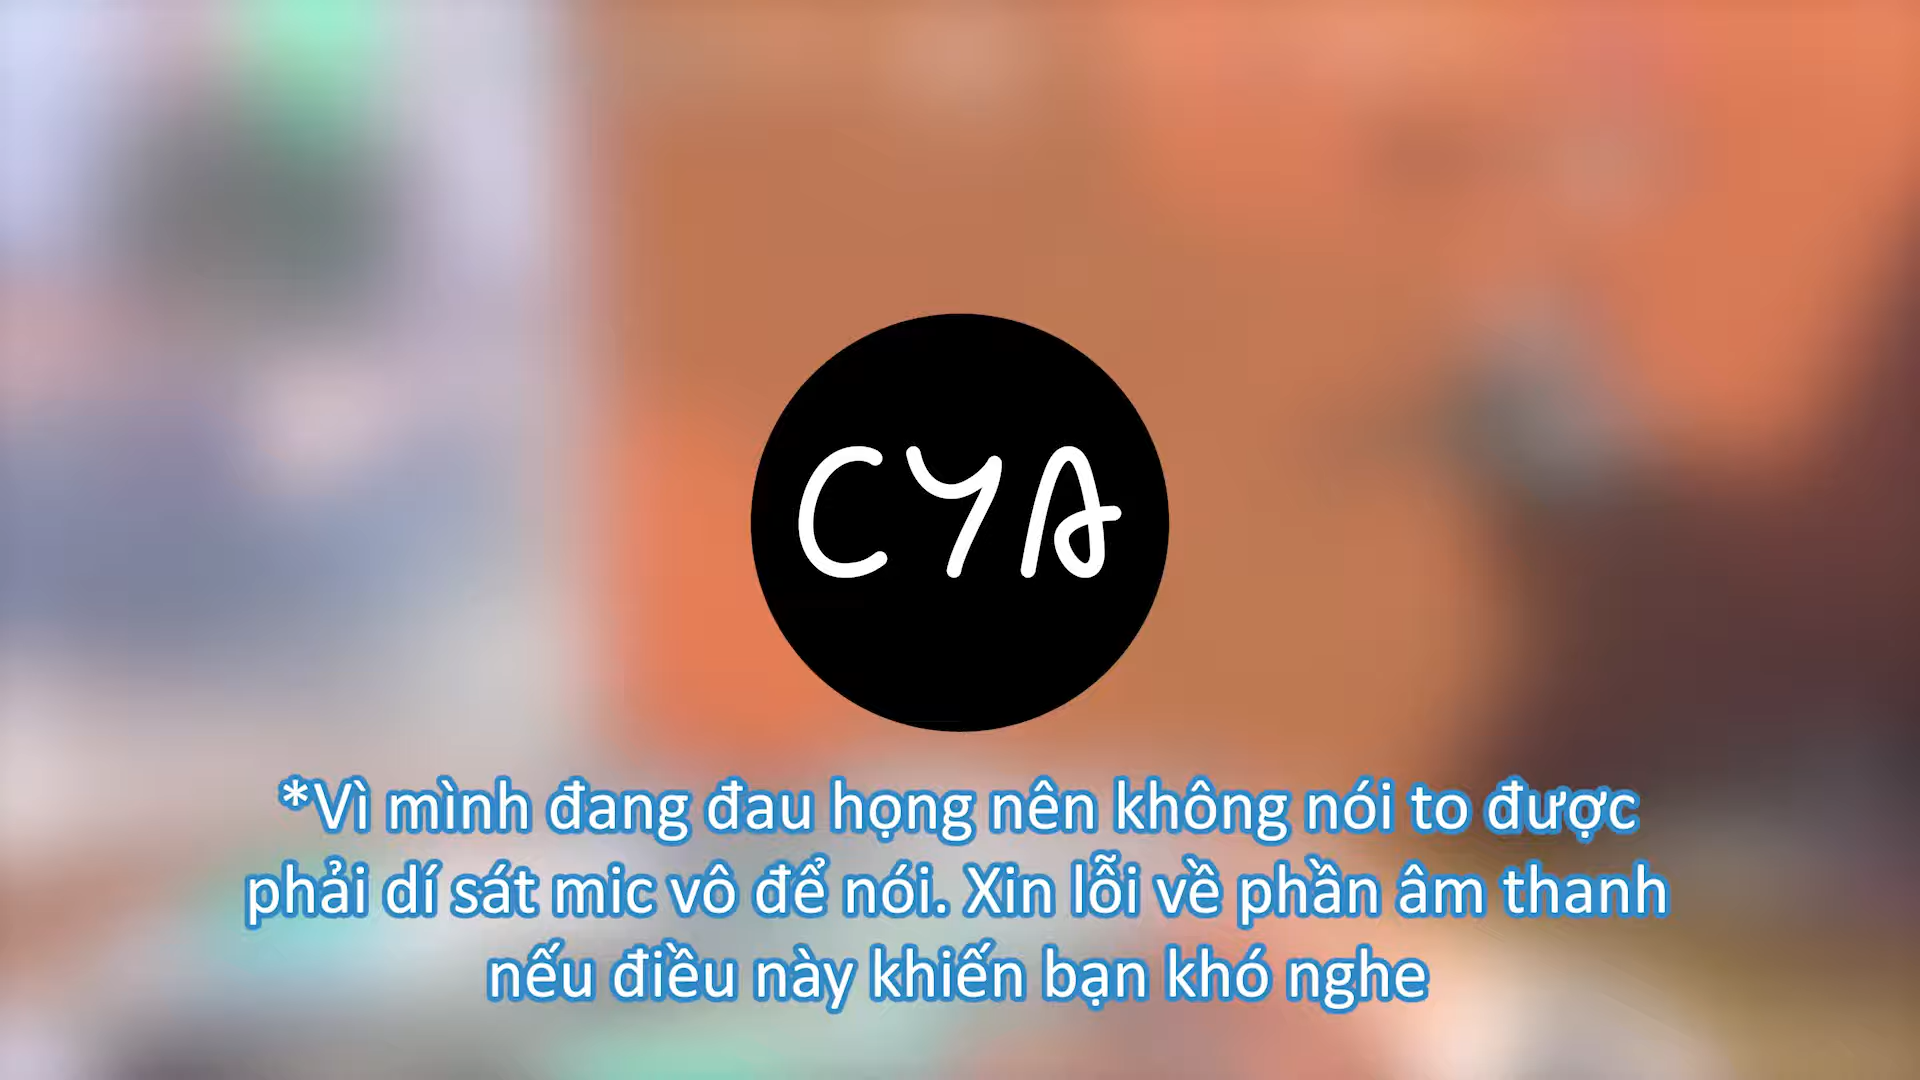 CYA
*Vì mình đang đau họng nên không nói to được
phải dí sát mic vô để nói. Xin lỗi về phần âm thanh
nếu điều này khiến bạn khó nghe